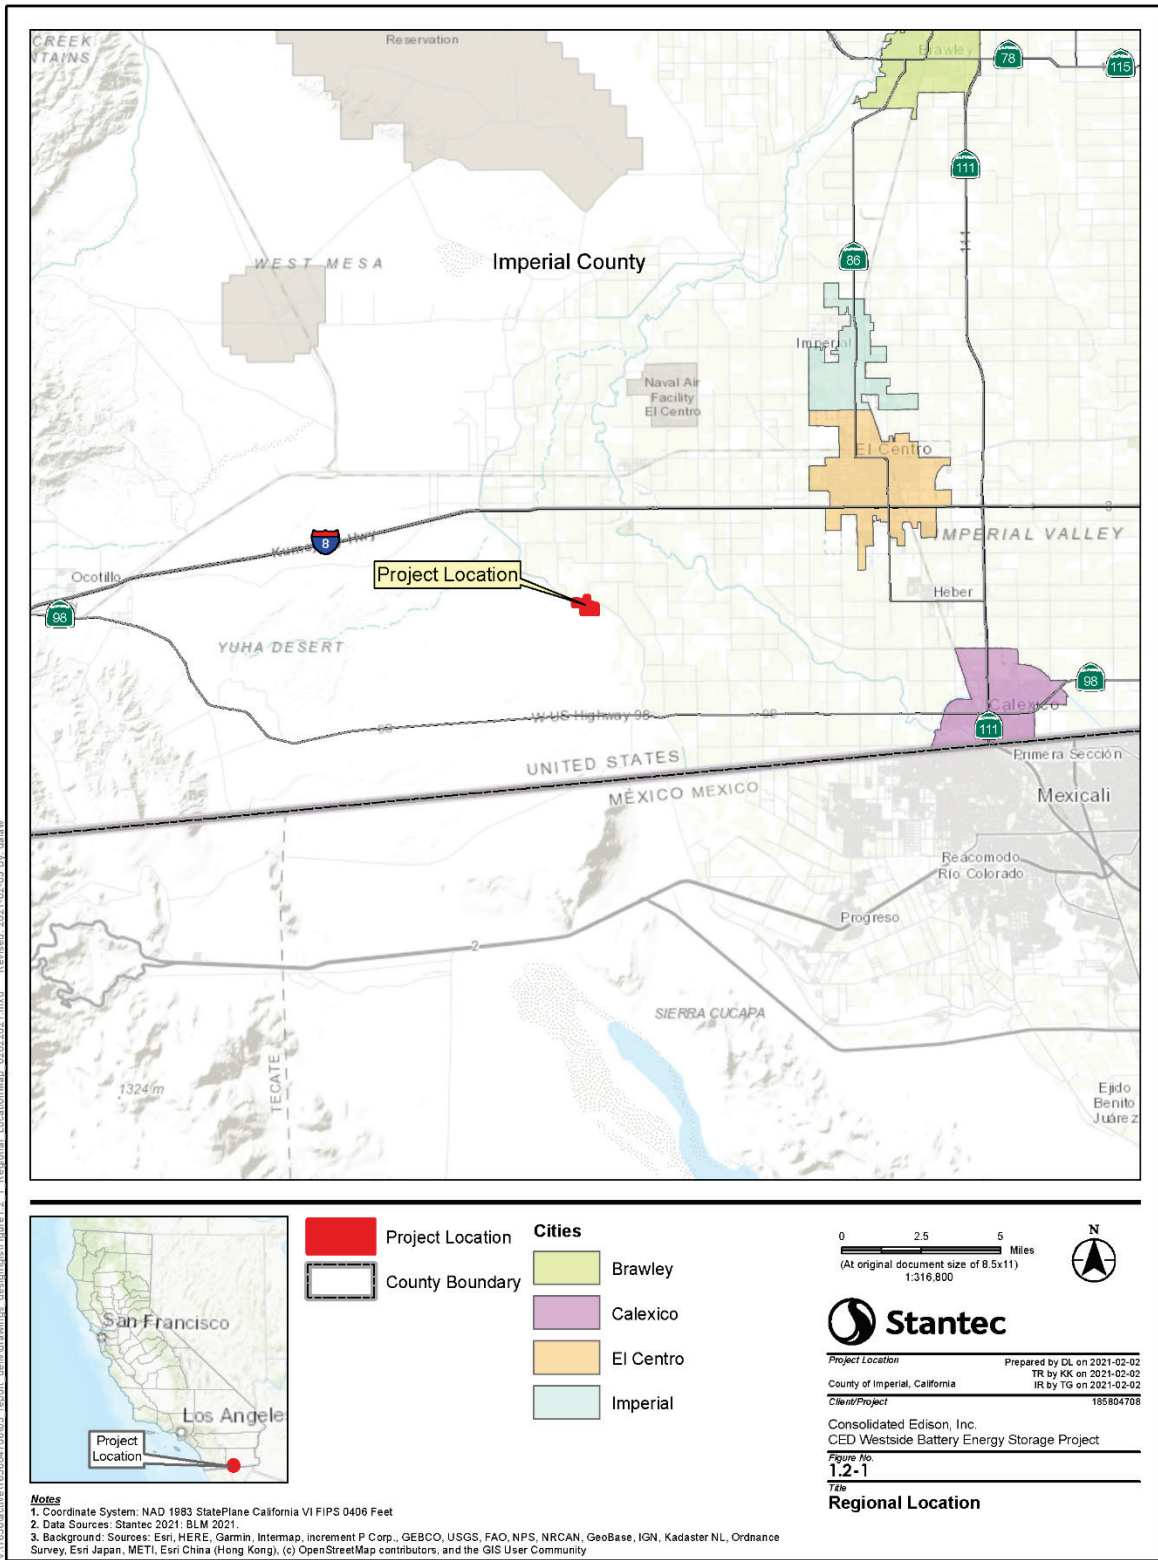 CREEK
NTAINS
Reservation
Brawley
78
115
111
111
WEST MESA
Imperial County
86
Imperial
Naval Air
Facility
El Centro
El Centro
8
IMPERIAL VALLEY
8
Project Location
Ocotillo
98
Heber
YUHA DESERT
98
Calexico
W US Highway 98
98
98
111
UNITED STATES
MÉXICO MEXICO
Primera Sección
Mexicali
Reacomodo
Río Colorado
Progreso
2
SIERRA CUCAPA
TECATE
1324 m
Ejido
Benito
Juárez
San Francisco
Los Angele
Project
Location
Project Location
County Boundary
Cities
Brawley
Calexico
El Centro
Imperial
0 2.5 5
Miles
(At original document size of 8.5x11)
1:316,800
N
Stantec
Project Location
Prepared by DL on 2021-02-02
TR by KK on 2021-02-02
County of Imperial, California
IR by TG on 2021-02-02
Client/Project
185804708
Consolidated Edison, Inc.
CED Westside Battery Energy Storage Project
Figure No.
1.2-1
Title
Regional Location
Notes
1. Coordinate System: NAD 1983 StatePlane California VI FIPS 0406 Feet
2. Data Sources: Stantec 2021: BLM 2021.
3. Background: Sources: Esri, HERE, Garmin, Intermap, increment P Corp., GEBCO, USGS, FAO, NPS, NRCAN, GeoBase, IGN, Kadaster NL, Ordnance
Survey, Esri Japan, METI, Esri China (Hong Kong), (c) OpenStreetMap contributors, and the GIS User Community